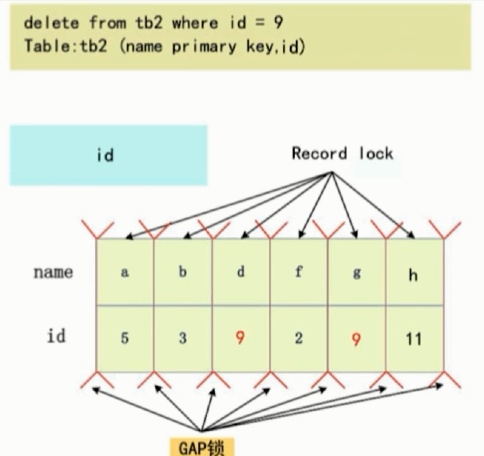 delete from tb2 where id = 9
Table:tb2 (name primary key,id)
id
Record lock
name a b d f g h
id 5 3 9 2 9 11
GAP锁